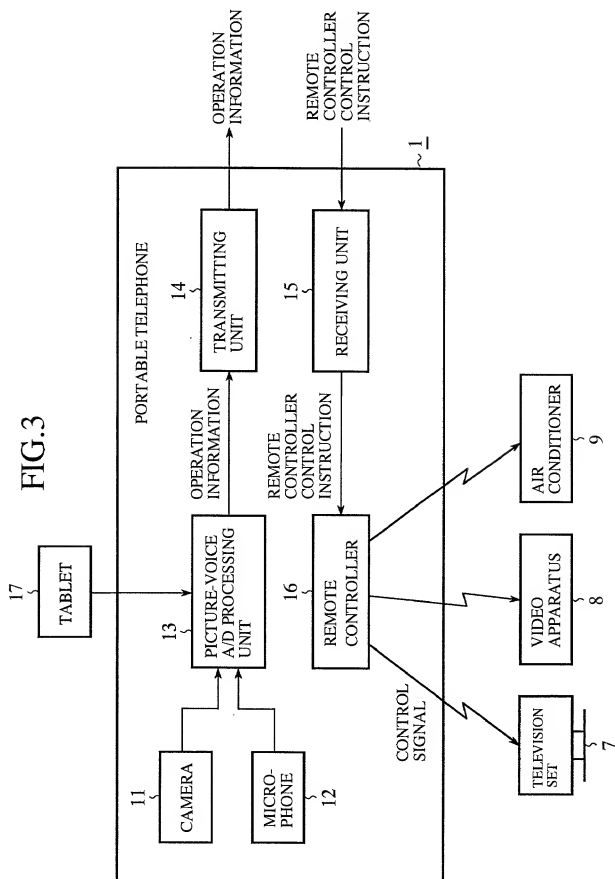 FIG.3
17
TABLET
PORTABLE TELEPHONE
11
CAMERA
13
PICTURE-VOICE
A/D PROCESSING
UNIT
OPERATION
INFORMATION
14
TRANSMITTING
UNIT
OPERATION
INFORMATION
MICRO-
PHONE
12
16
REMOTE
CONTROLLER
REMOTE
CONTROLLER
CONTROL
INSTRUCTION
15
RECEIVING UNIT
REMOTE
CONTROLLER
CONTROL
INSTRUCTION
1
CONTROL
SIGNAL
TELEVISION
SET
7
VIDEO
APPARATUS
8
AIR
CONDITIONER
9